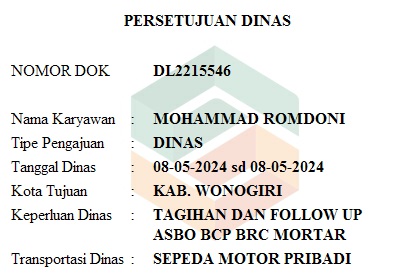 PERSETUJUAN DINAS
NOMOR DOK DL2215546
Nama Karyawan : MOHAMMAD ROMDONI
Tipe Pengajuan : DINAS
Tanggal Dinas : 08-05-2024 sd 08-05-2024
Kota Tujuan : KAB. WONOGIRI
Keperluan Dinas : TAGIHAN DAN FOLLOW UP
ASBO BCP BRC MORTAR
Transportasi Dinas : SEPEDA MOTOR PRIBADI